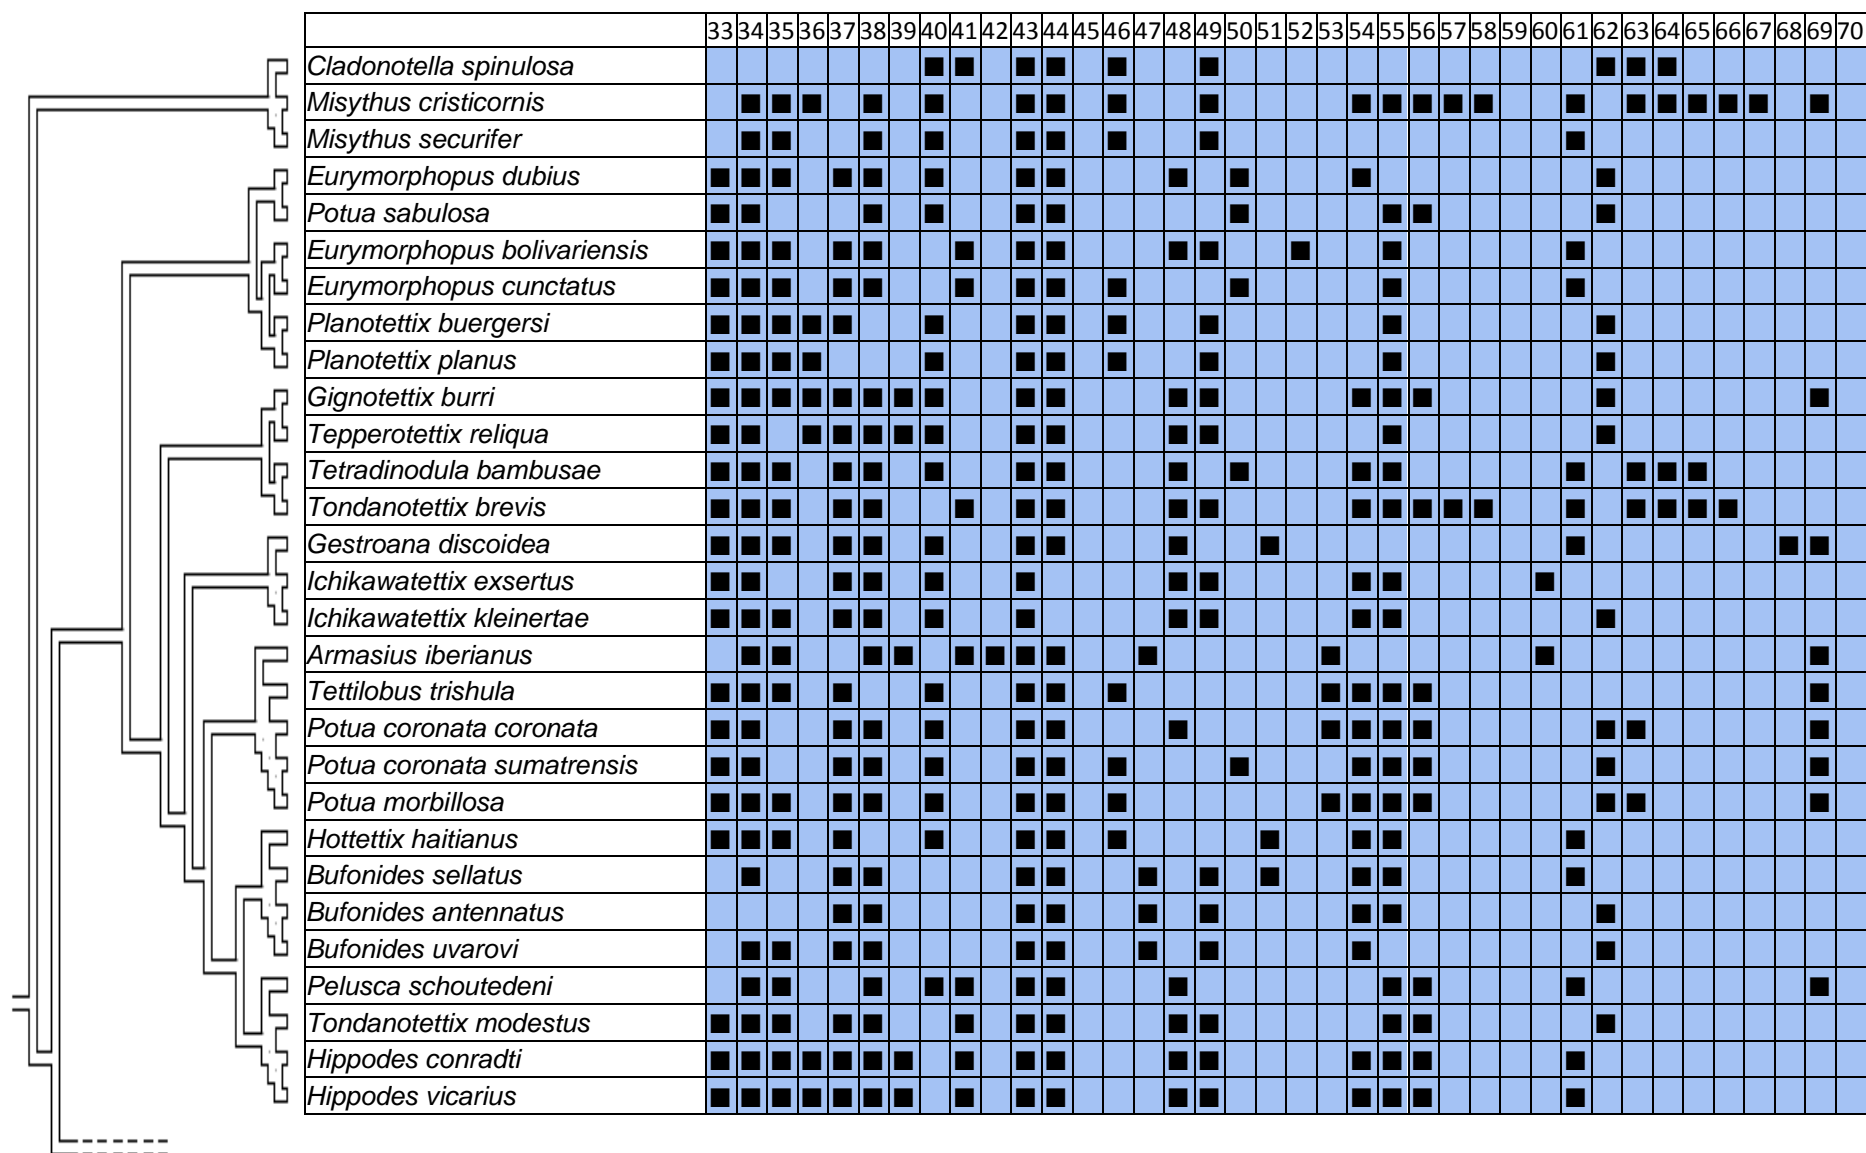 33 34 35 36 37 38 39 40 41 42 43 44 45 46 47 48 49 50 51 52 53 54 55 56 57 58 59 60 61 62 63 64 65 66 67 68 69 70
Cladonotella spinulosa
Misythus cristicornis
Misythus securifer
Eurymorphopus dubius
Potua sabulosa
Eurymorphopus bolivariensis
Eurymorphopus cunctatus
Planotettix buergersi
Planotettix planus
Gignotettix burri
Tepperotettix reliqua
Tetradinodula bambusae
Tondanotettix brevis
Gestroana discoidea
Ichikawatettix exsertus
Ichikawatettix kleinertae
Armasius iberianus
Tettilobus trishula
Potua coronata coronata
Potua coronata sumatrensis
Potua morbillosa
Hottettix haitianus
Bufonides sellatus
Bufonides antennatus
Bufonides uvarovi
Pelusca schoutedeni
Tondanotettix modestus
Hippodes conradti
Hippodes vicarius